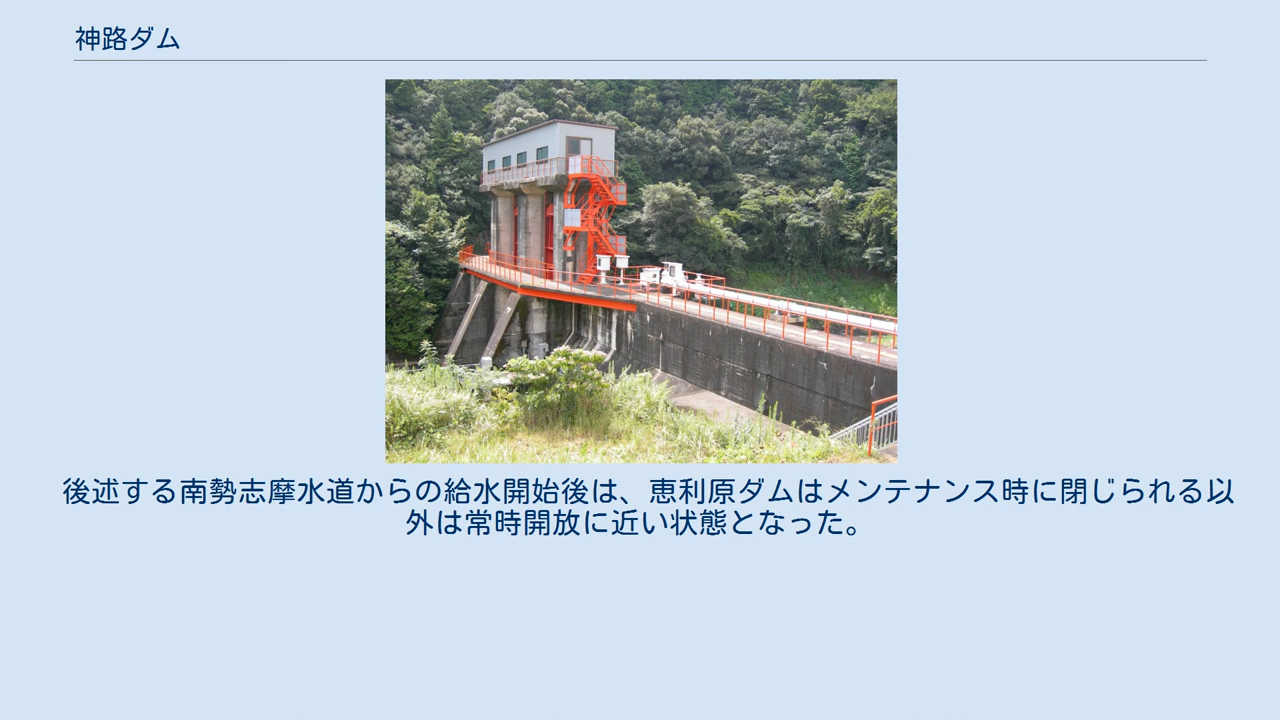 神路ダム
後述する南勢志摩水道からの給水開始後は、恵利原ダムはメンテナンス時に閉じられる以
外は常時開放に近い状態となった。